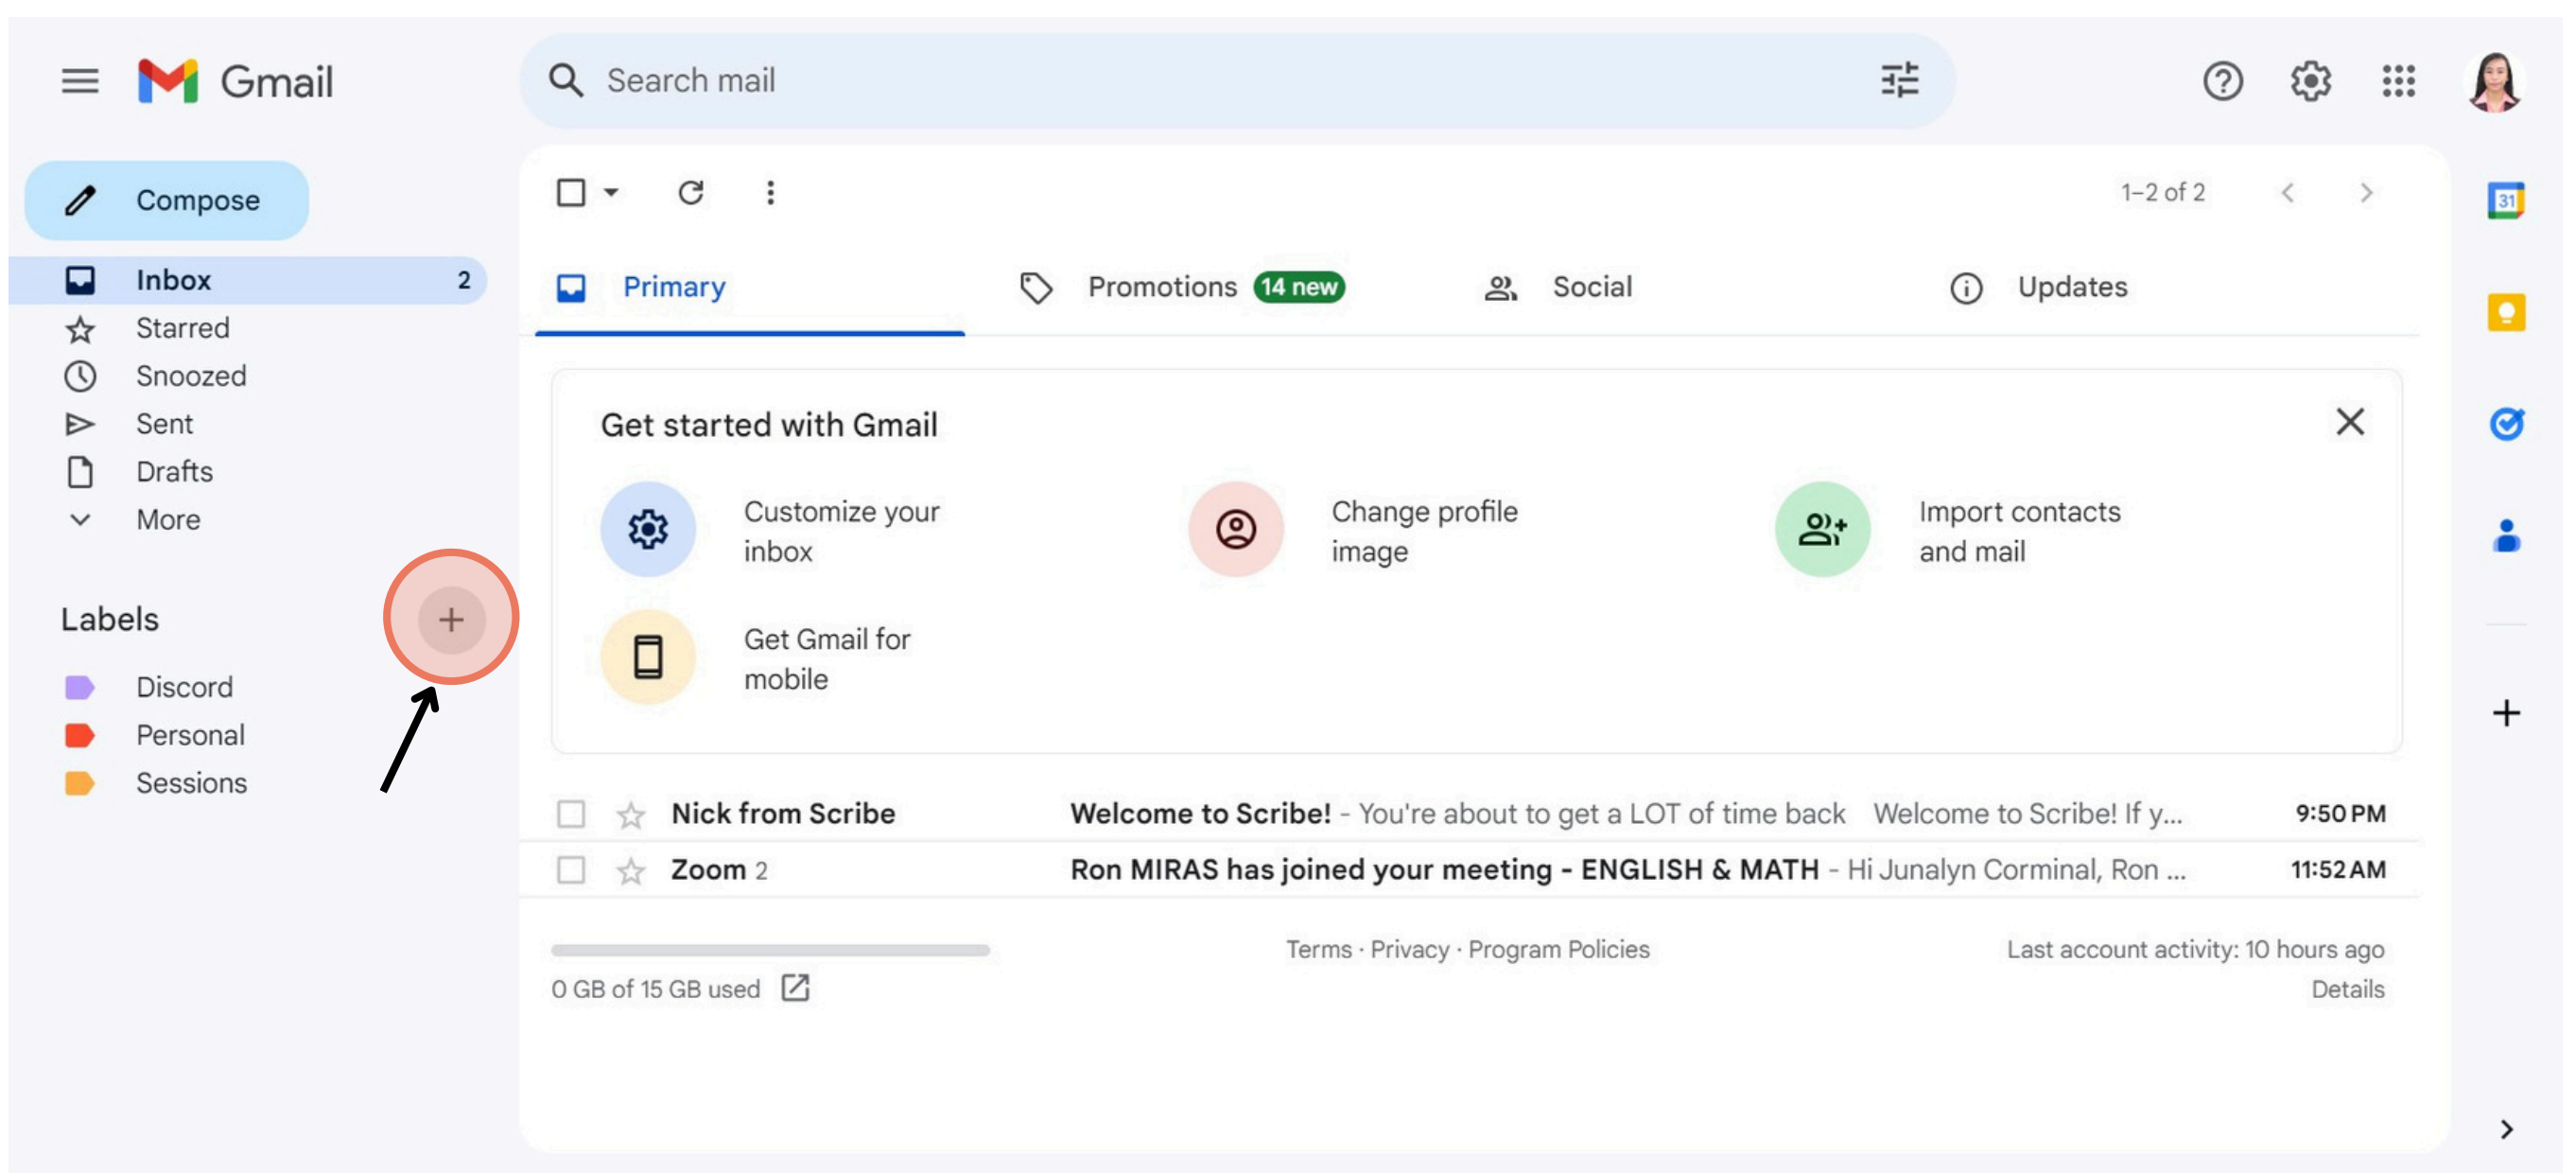 Gmail
Search mail
Compose
Inbox 2
Starred
Snoozed
Sent
Drafts
More
Labels
Discord
Personal
Sessions
1–2 of 2
Primary
Promotions 14 new
Social
Updates
Get started with Gmail
Customize your
inbox
Change profile
image
Import contacts
and mail
Get Gmail for
mobile
Nick from Scribe Welcome to Scribe! - You're about to get a LOT of time back Welcome to Scribe! If y... 9:50 PM
Zoom 2 Ron MIRAS has joined your meeting - ENGLISH & MATH - Hi Junalyn Corminal, Ron ... 11:52 AM
0 GB of 15 GB used
Terms · Privacy · Program Policies
Last account activity: 10 hours ago
Details
31